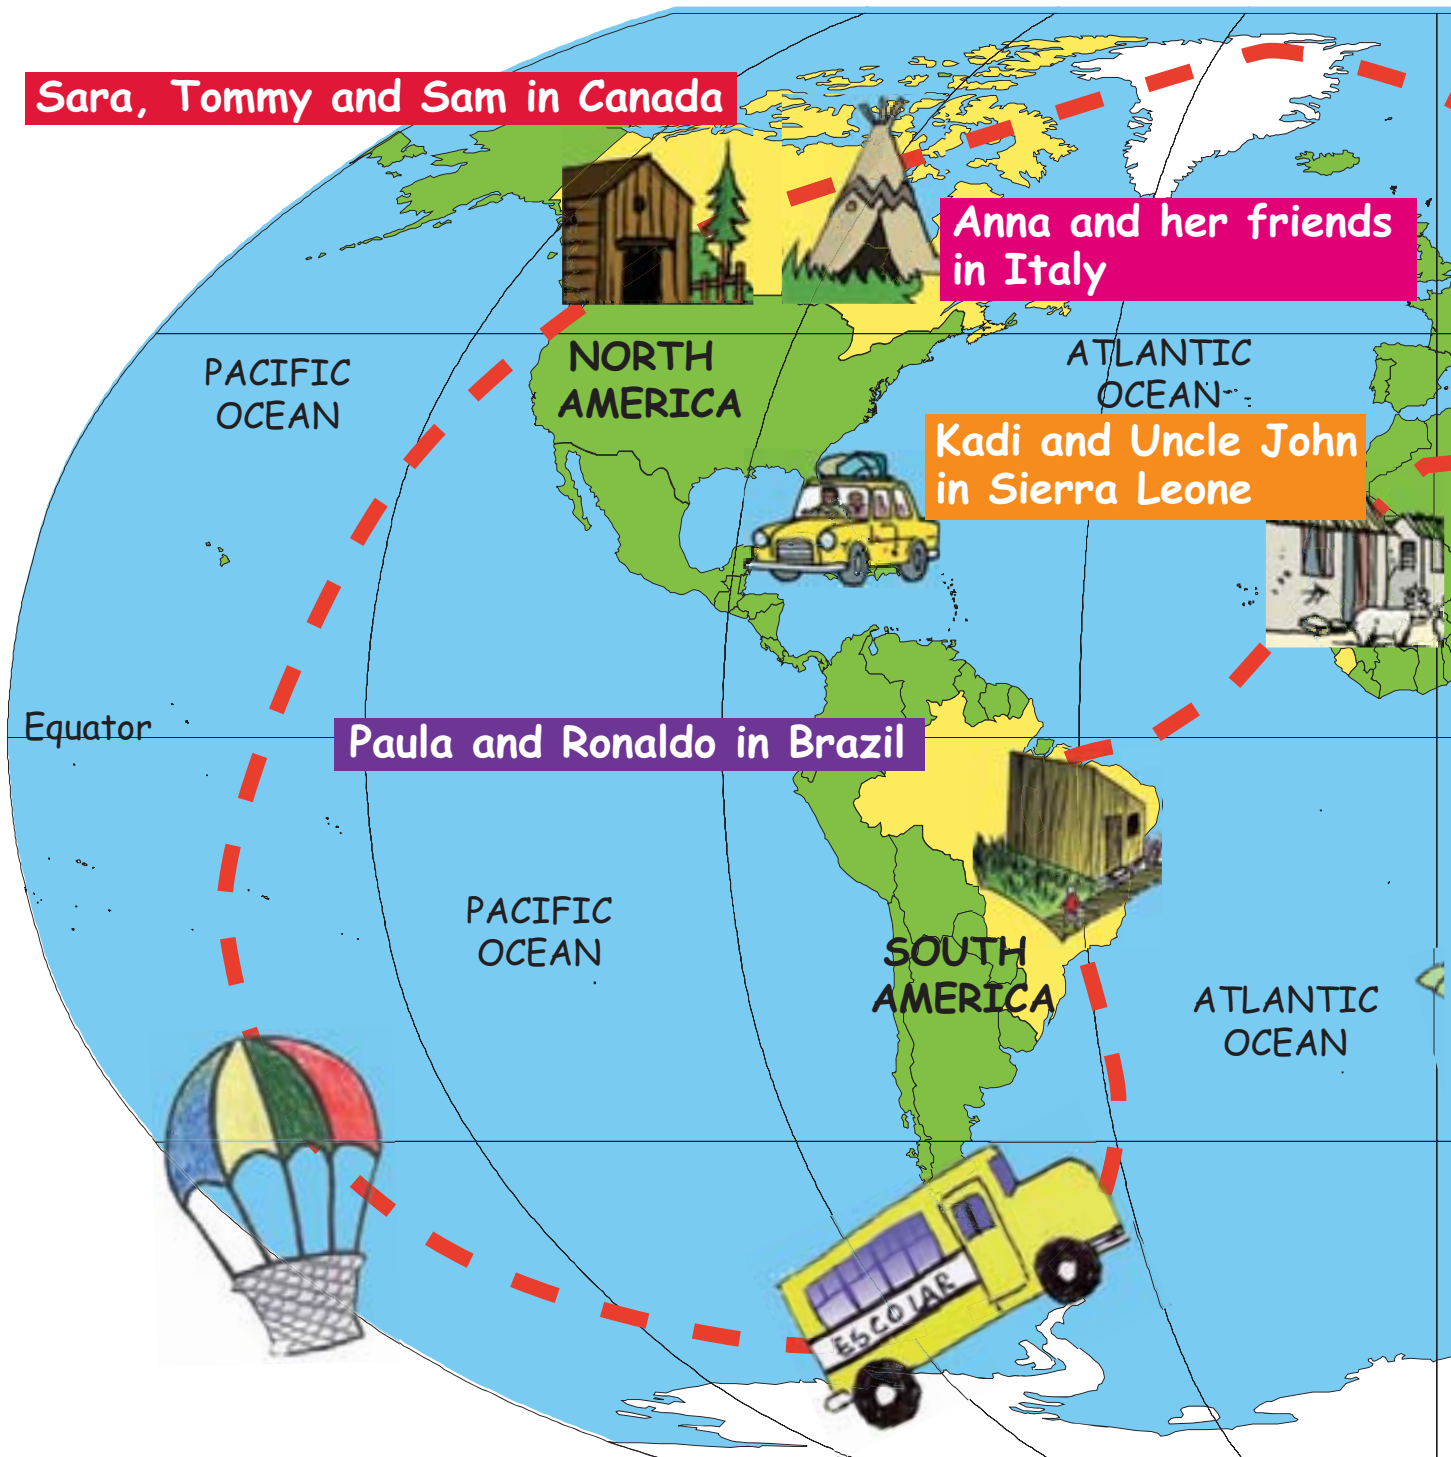 Sara, Tommy and Sam in Canada
Anna and her friends
in Italy
PACIFIC
OCEAN
NORTH
AMERICA
ATLANTIC
OCEAN
Kadi and Uncle John
in Sierra Leone
Equator
Paula and Ronaldo in Brazil
PACIFIC
OCEAN
SOUTH
AMERICA
ATLANTIC
OCEAN
ESCOLAR